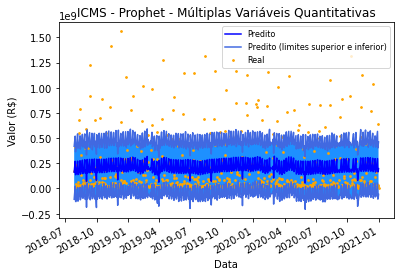 1e9
ICMS - Prophet - Múltiplas Variáveis Quantitativas
Predito
Predito (limites superior e inferior)
Real
Valor (R$)
1.50
1.25
1.00
0.75
0.50
0.25
0.00
−0.25
2018-07
2018-10
2019-01
2019-04
2019-07
2019-10
2020-01
2020-04
2020-07
2020-10
2021-01
Data